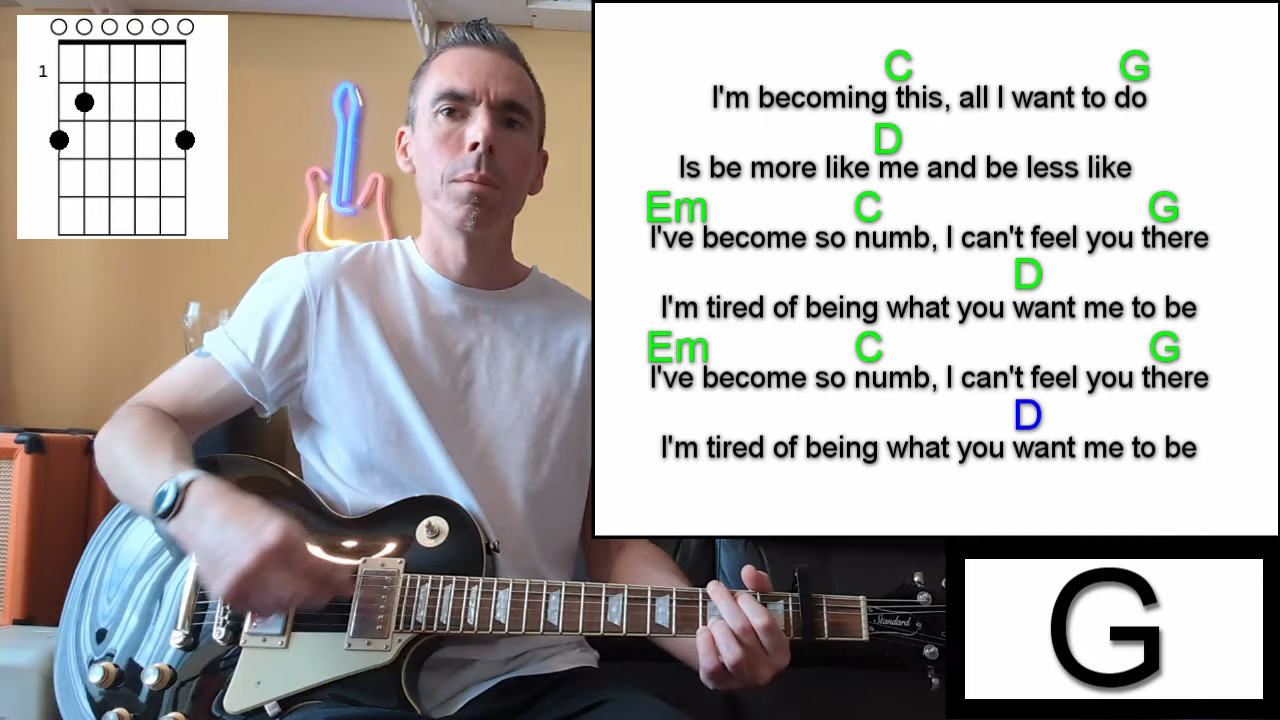 1
C G
I'm becoming this, all I want to do
D
Is be more like me and be less like
Em C G
I've become so numb, I can't feel you there
D
I'm tired of being what you want me to be
Em C G
I've become so numb, I can't feel you there
D
I'm tired of being what you want me to be
Standard
G